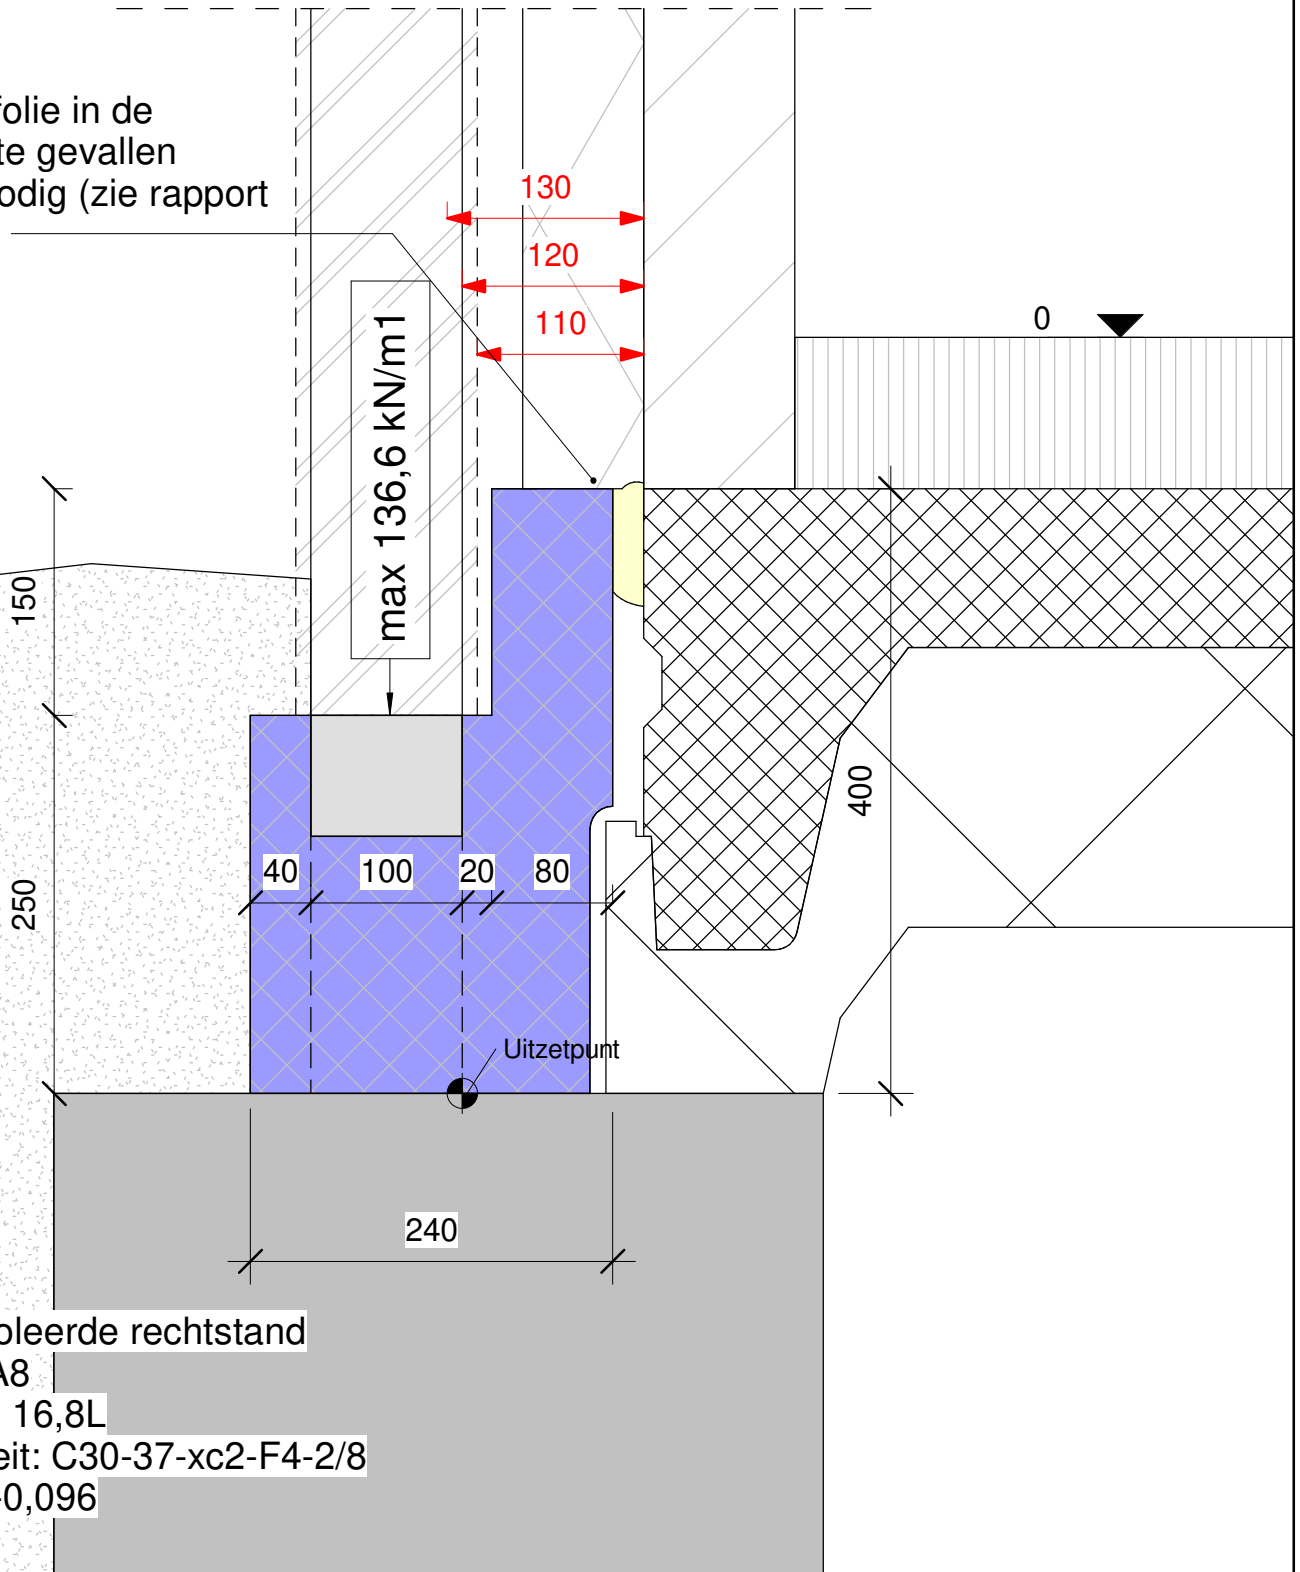 folie in de
te gevallen
odig (zie rapport
130
120
110
0
max 136,6 kN/m1
150
400
40
100
20
80
250
Uitzetpunt
240
oleerde rechtstand
A8
16,8L
eit: C30-37-xc2-F4-2/8
-0,096